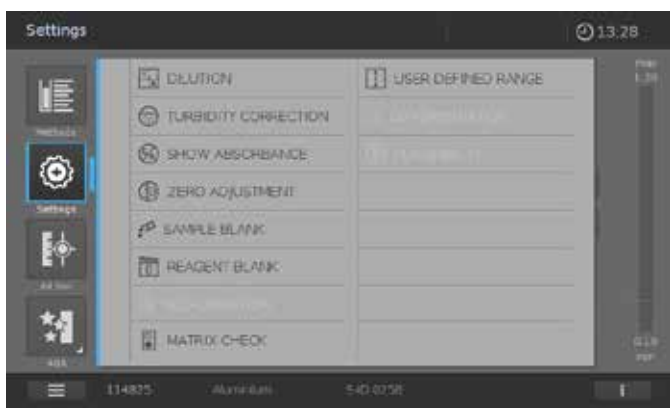 Settings
13.28
DILUTION
TURBIDITY CORRECTION
SHOW ABSORBANCE
ZERO ADJUSTMENT
SAMPLE BLANK
REAGENT BLANK
MATRIX CHECK
USER DEFINED RANGE
Methods
Settings
AQA
114825
Aluminium